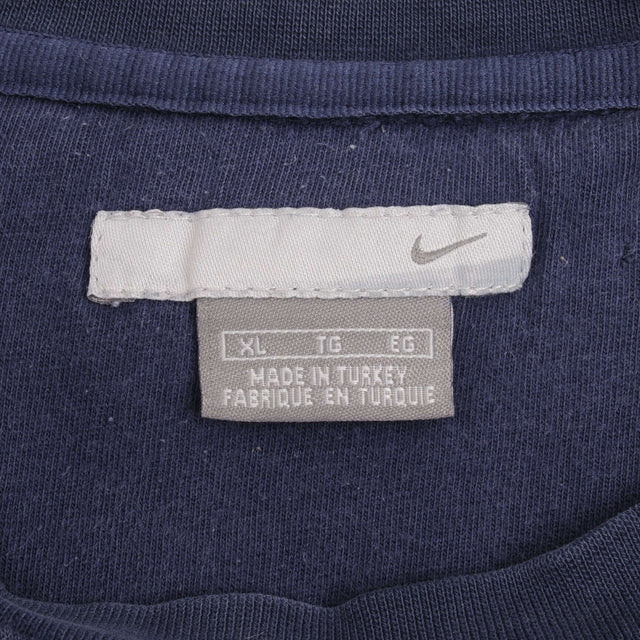 XL TG EG
MADE IN TURKEY
FABRIQUE EN TURQUIE